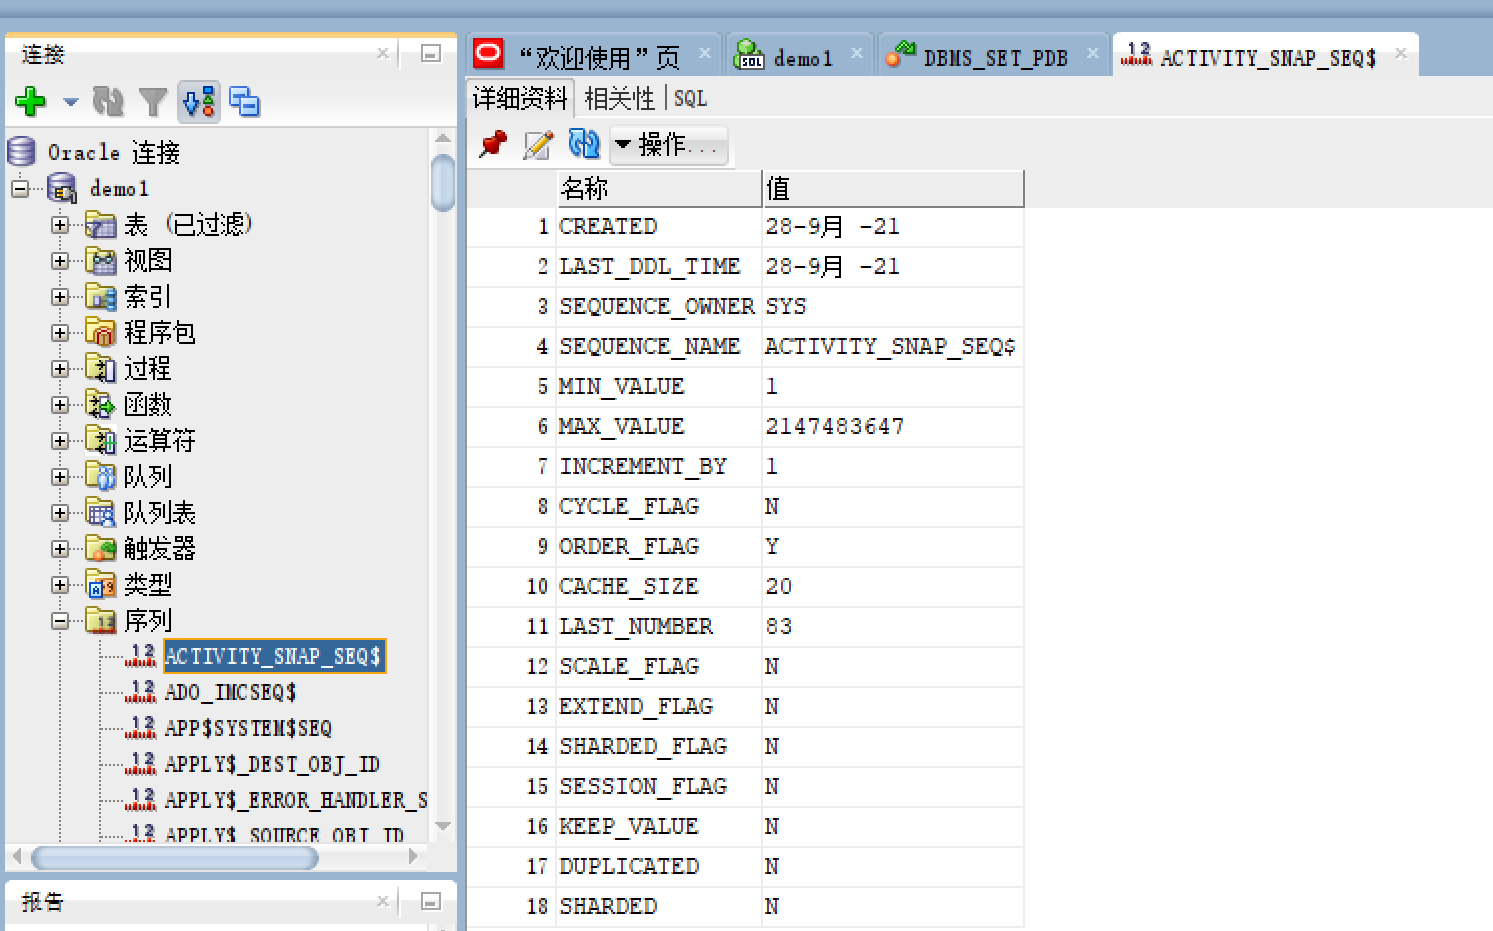 连接
Oracle 连接
demo1
表 (已过滤)
视图
索引
程序包
过程
函数
运算符
队列
队列表
触发器
类型
序列
ACTIVITY_SNAP_SEQ$
ADO_IMCSEQ$
APP$SYSTEM$SEQ
APPLY$_DEST_OBJ_ID
APPLY$_ERROR_HANDLER_S
APPLY$_SOURCE_OBJ_ID
报告
“欢迎使用”页 demo1 DBMS_SET_PDB ACTIVITY_SNAP_SEQ$
详细资料 相关性 SQL
操作...
名称 值
1 CREATED 28-9月 -21
2 LAST_DDL_TIME 28-9月 -21
3 SEQUENCE_OWNER SYS
4 SEQUENCE_NAME ACTIVITY_SNAP_SEQ$
5 MIN_VALUE 1
6 MAX_VALUE 2147483647
7 INCREMENT_BY 1
8 CYCLE_FLAG N
9 ORDER_FLAG Y
10 CACHE_SIZE 20
11 LAST_NUMBER 83
12 SCALE_FLAG N
13 EXTEND_FLAG N
14 SHARDED_FLAG N
15 SESSION_FLAG N
16 KEEP_VALUE N
17 DUPLICATED N
18 SHARDED N